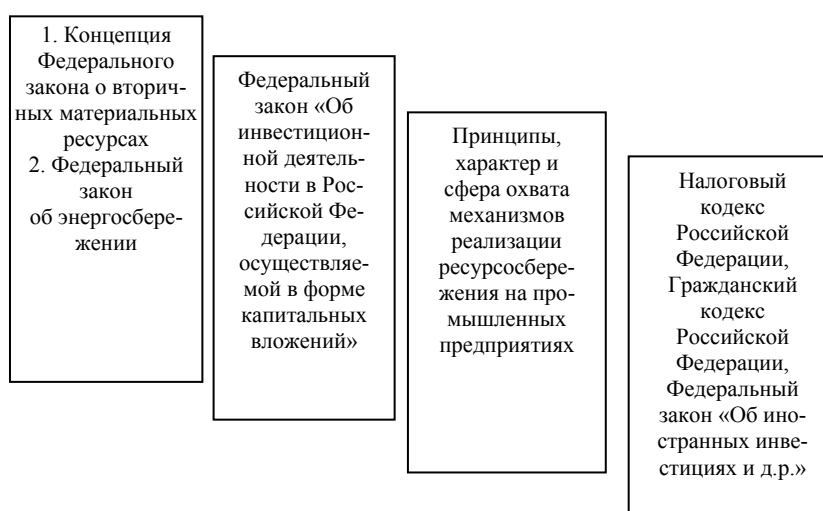 1. Концепция
Федерального
закона о вторич-
ных материальных
ресурсах
2. Федеральный
закон
об энергосбере-
жении
Федеральный
закон «Об
инвестицион-
ной деятель-
ности в Рос-
сийской Фе-
дерации,
осуществляе-
мой в форме
капитальных
вложений»
Принципы,
характер и
сфера охвата
механизмов
реализации
ресурсосбере-
жения на про-
мышленных
предприятиях
Налоговый
кодекс
Российской
Федерации,
Гражданский
кодекс
Российской
Федерации,
Федеральный
закон «Об ино-
странных инве-
стициях и д.р.»